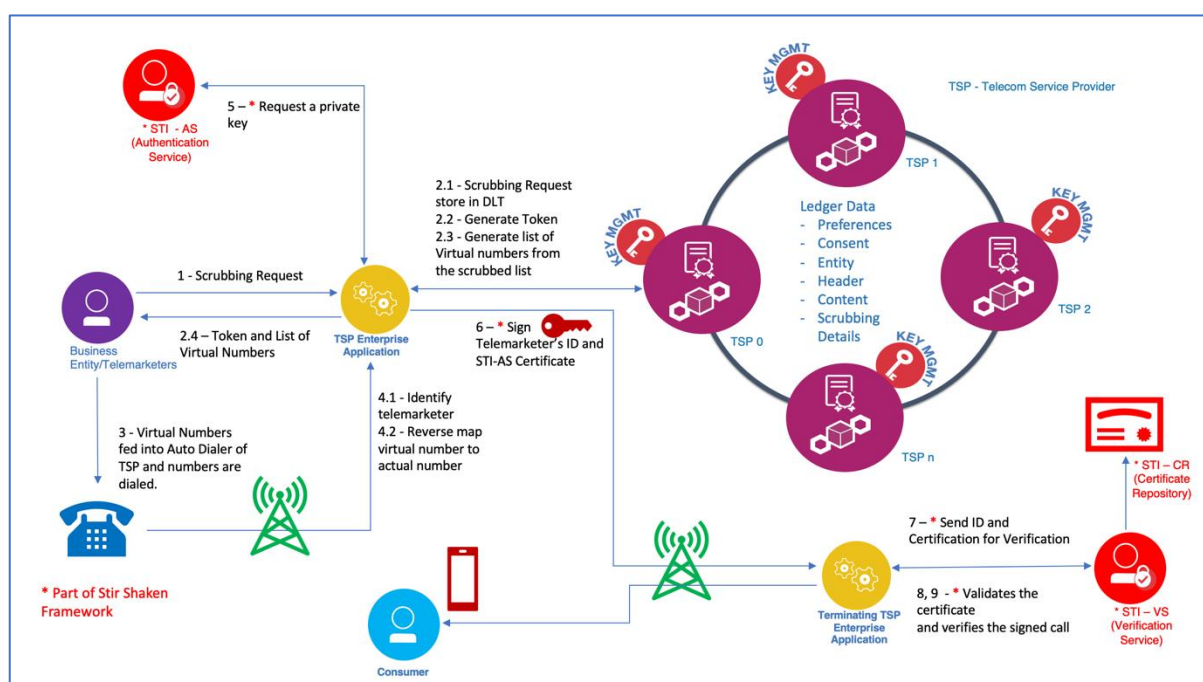 KEY MGMT
TSP - Telecom Service Provider
TSP 1
5 – * Request a private
key
* STI - AS
(Authentication
Service)
2.1 - Scrubbing Request
store in DLT
2.2 - Generate Token
2.3 - Generate list of
Virtual numbers from
the scrubbed list
KEY MGMT
TSP 0
Ledger Data
- Preferences
- Consent
- Entity
- Header
- Content
- Scrubbing
Details
KEY MGMT
TSP 2
1 - Scrubbing Request
Business
Entity/Telemarketers
2.4 – Token and List of
Virtual Numbers
TSP Enterprise
Application
6 – * Sign
Telemarketer's ID and
STI-AS Certificate
KEY MGMT
TSP n
4.1 - Identify
telemarketer
4.2 - Reverse map
virtual number to
actual number
3 - Virtual Numbers
fed into Auto Dialer of
TSP and numbers are
dialed.
* STI – CR
(Certificate
Repository)
7 – * Send ID and
Certification for Verification
* Part of Stir Shaken
Framework
Consumer
Terminating TSP
Enterprise
Application
8, 9 - * Validates the
certificate
and verifies the signed call
* STI – VS
(Verification
Service)